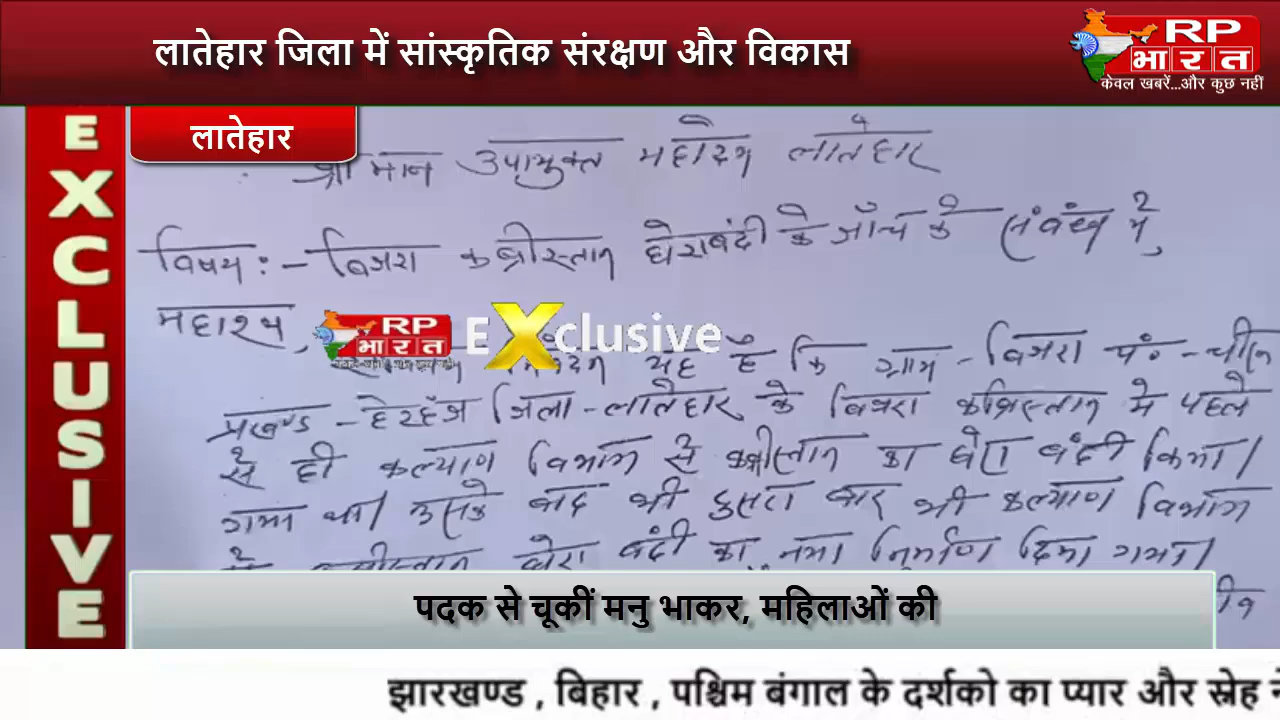 लातेहार जिला में सांस्कृतिक संरक्षण और विकास
RP
भारत
केवल खबरें...और कुछ नहीं
EXCLUSIVE
लातेहार
श्रीमान उपायुक्त महोदय लातेहार
विषय :- बिजरा कब्रीस्तान घेराबंदी के जाँच के संबंध में,
महाशय,
RP
भारत
Exclusive
यह है कि ग्राम - बिजरा पं०-
प्रखण्ड - हेरहंज जिला - लातेहार के बिजरा कब्रिस्तान में पहले
से ही कल्याण विभाग से कब्रीस्तान का घेरा बंदी किया।
गया था। उसके बाद भी दुसरा बार भी कल्याण विभाग
घेरा बंदी का नया निर्माण दिया गया।
पदक से चूकीं मनु भाकर, महिलाओं की
झारखण्ड , बिहार , पश्चिम बंगाल के दर्शको का प्यार और स्नेह